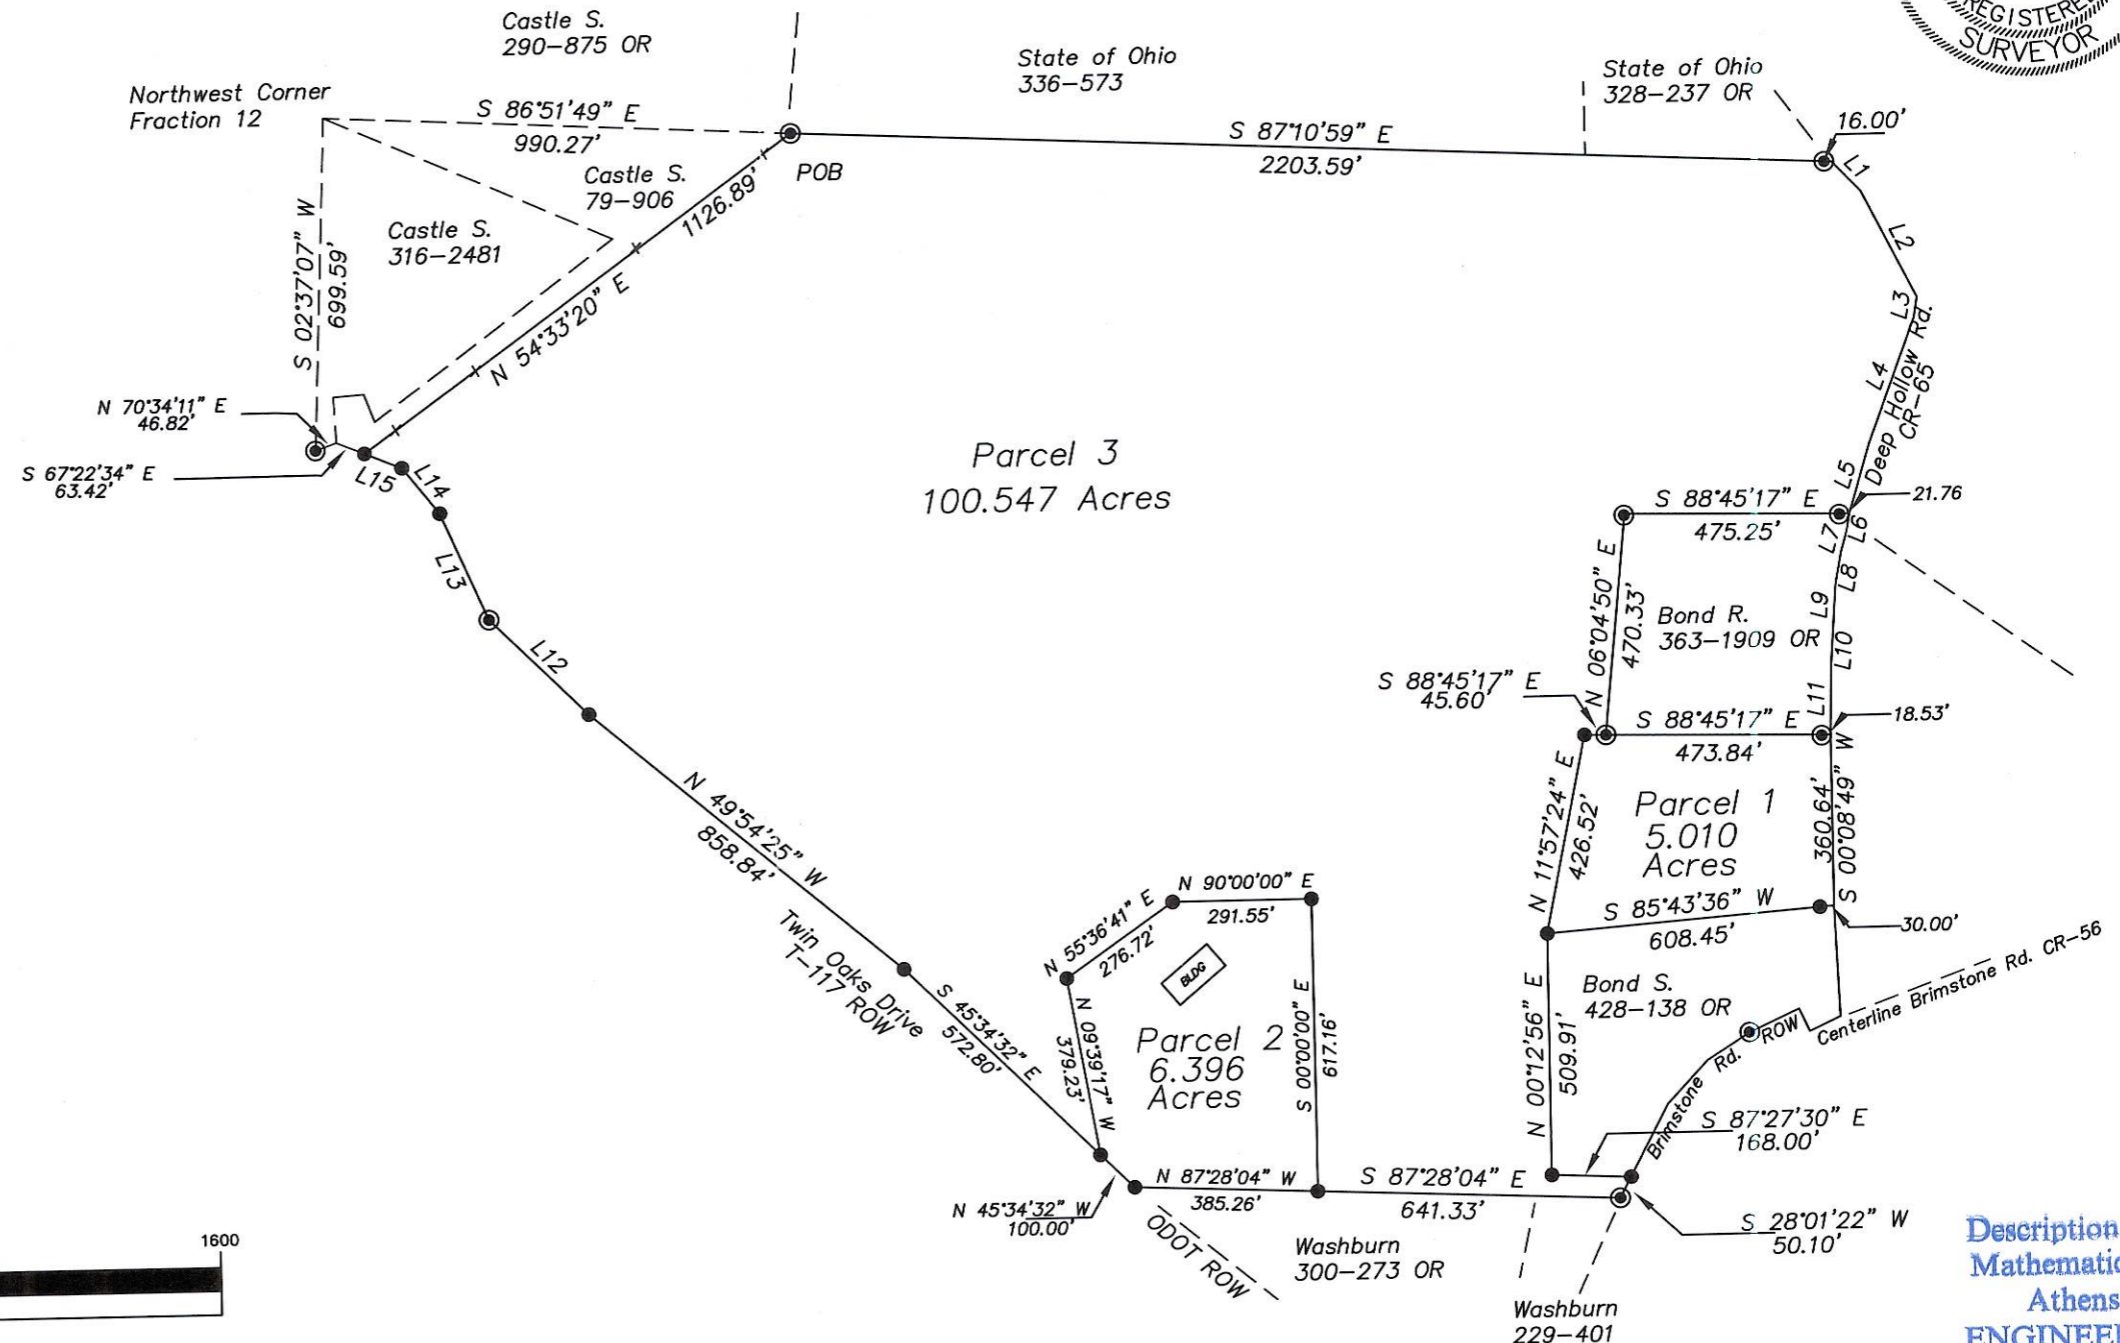 Castle S.
290-875 OR
State of Ohio
336-573
State of Ohio
328-237 OR
REGISTERE
SURVEYOR
Northwest Corner
Fraction 12
S 86°51'49" E
990.27'
S 87°10'59" E
2203.59'
16.00'
POB
Castle S.
79-906
1126.89'
Castle S.
316-2481
S 02°37'07" W
699.59'
N 54°33'20" E
L1
L2
L3
L4
Deep Hollow Rd.
CR-65
N 70°34'11" E
46.82'
S 67°22'34" E
63.42'
L15
L14
L13
L12
Parcel 3
100.547 Acres
L5
L6
21.76
S 88°45'17" E
475.25'
L7
L8
L9
L10
L11
N 06°04'50" E
470.33'
Bond R.
363-1909 OR
S 88°45'17" E
45.60'
S 88°45'17" E
473.84'
18.53'
N 11°57'24" E
426.52'
Parcel 1
5.010
Acres
360.64'
S 00°08'49" W
S 85°43'36" W
608.45'
30.00'
N 49°54'25" W
858.84'
Twin Oaks Drive
T-117 ROW
S 45°34'32" E
572.80'
N 55°36'41" E
276.72'
N 90°00'00" E
291.55'
BLDG
N 09°39'17" W
379.23'
Parcel 2
6.396
Acres
S 00°00'00" E
617.16'
N 00°12'56" E
509.91'
Bond S.
428-138 OR
Brimstone Rd. ROW
Centerline Brimstone Rd. CR-56
S 87°27'30" E
168.00'
N 87°28'04" W
385.26'
S 87°28'04" E
641.33'
N 45°34'32" W
100.00'
ODOT ROW
S 28°01'22" W
50.10'
Washburn
300-273 OR
Washburn
229-401
1600
Description
Mathematic
Athens
ENGINEE